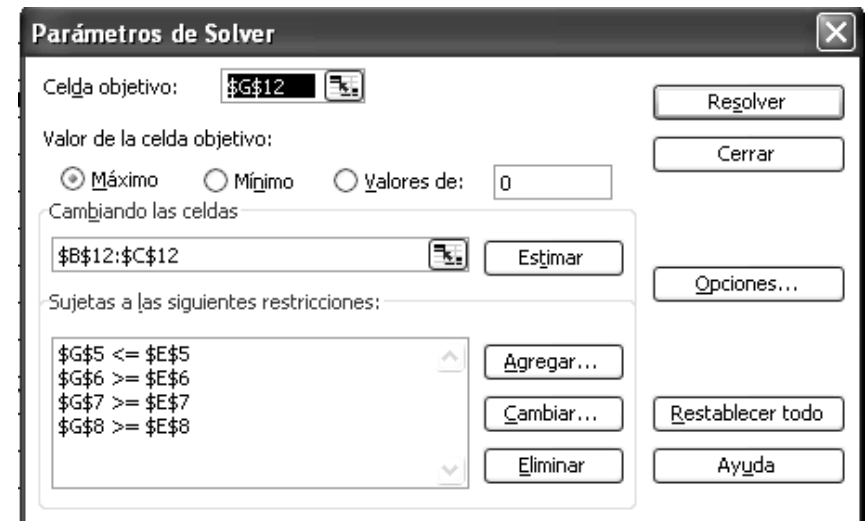 Parámetros de Solver
Celda objetivo: $G$12
Resolver
Valor de la celda objetivo:
Cerrar
Máximo Mínimo Valores de: 0
Cambiando las celdas
$B$12:$C$12 Estimar
Opciones...
Sujetas a las siguientes restricciones:
$G$5 <= $E$5
$G$6 >= $E$6
$G$7 >= $E$7
$G$8 >= $E$8
Agregar...
Cambiar...
Restablecer todo
Eliminar
Ayuda